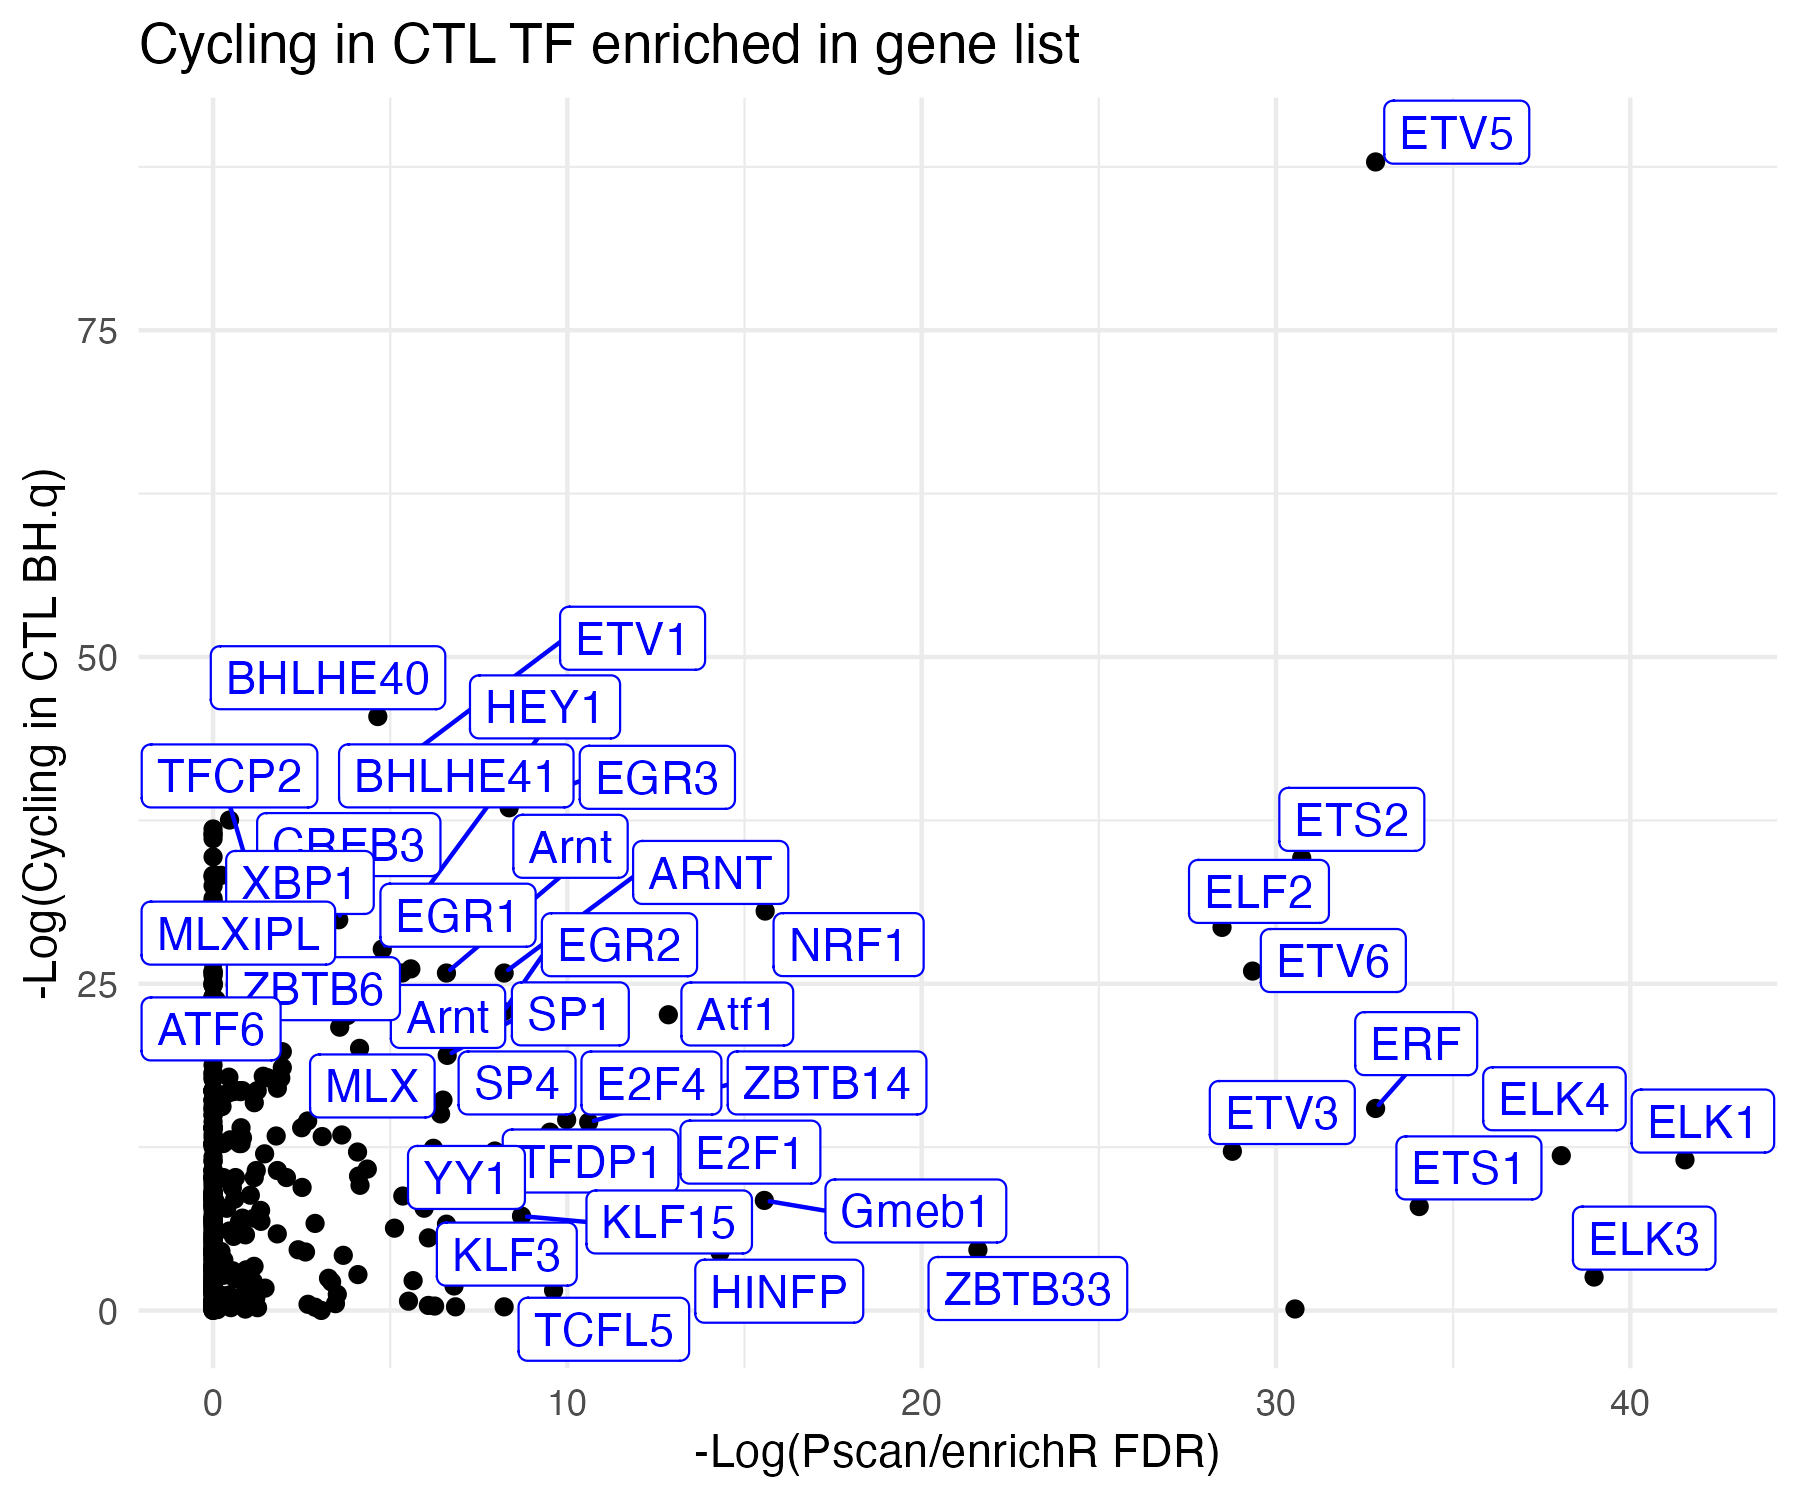 Cycling in CTL TF enriched in gene list
ETV5
75
ETV1
50
BHLHE40
HEY1
TFCP2
BHLHE41
EGR3
ETS2
CREB3
Arnt
ARNT
XBP1
ELF2
EGR1
MLXIPL
EGR2
NRF1
ETV6
25
ZBTB6
Arnt
SP1
Atf1
ATF6
ERF
MLX
SP4
E2F4
ZBTB14
ETV3
ELK4
ELK1
TFDP1
E2F1
YY1
ETS1
KLF15
Gmeb1
KLF3
ELK3
HINFP
ZBTB33
0
TCFL5
0 10 20 30 40
-Log(Pscan/enrichR FDR)
-Log(Cycling in CTL BH.q)